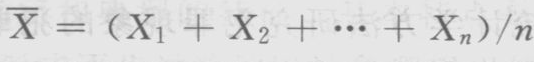 X̅ = (X₁ + X₂ + ⋯ + Xₙ)/n